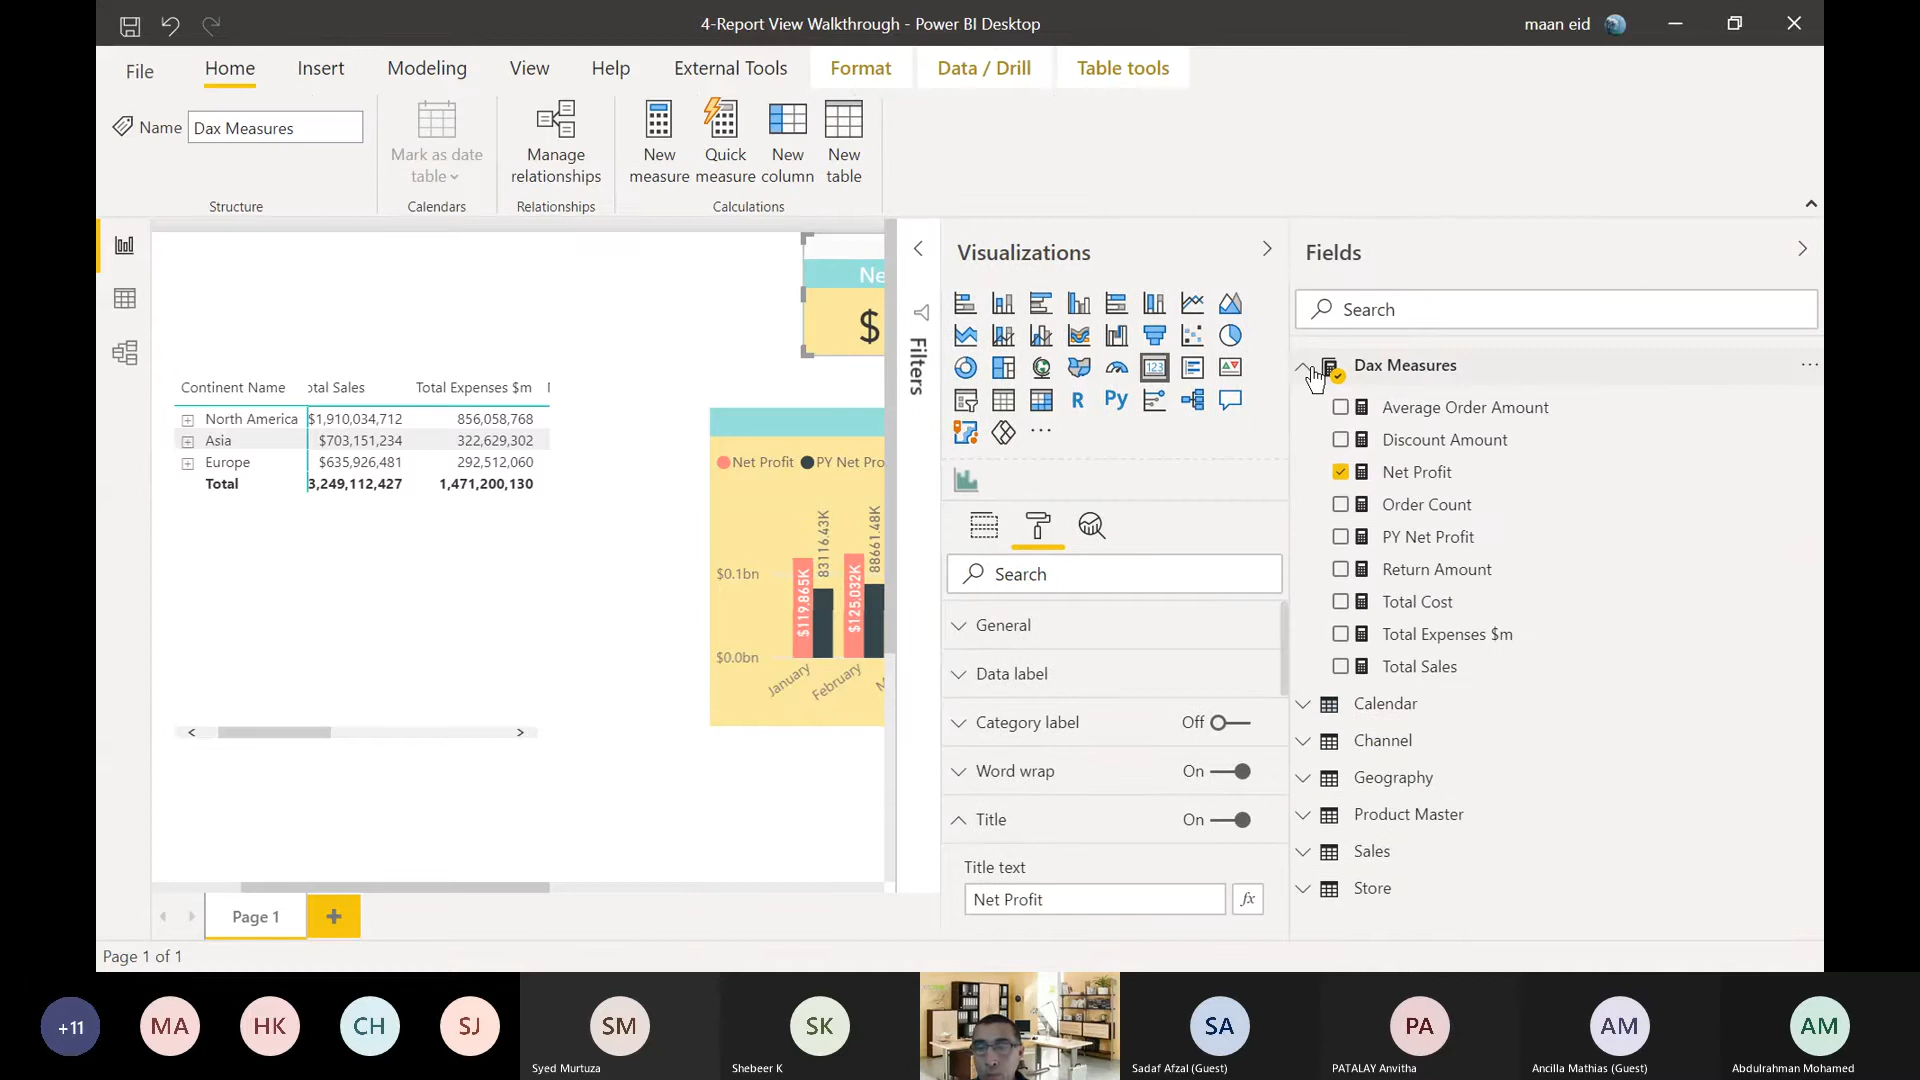 4-Report View Walkthrough - Power BI Desktop
maan eid
File
Home
Insert
Modeling
View
Help
External Tools
Format
Data / Drill
Table tools
Name
Dax Measures
Mark as date
table
Manage
relationships
New
measure
Quick
measure
New
column
New
table
Structure
Calendars
Relationships
Calculations
Ne
$
Continent Name
otal Sales
Total Expenses $m
North America
$1,910,034,712
856,058,768
Asia
$703,151,234
322,629,302
Europe
$635,926,481
292,512,060
Total
3,249,112,427
1,471,200,130
Net Profit
PY Net Pro
$0.1bn
$0.0bn
$119.865K
83116.43K
$125.032K
88661.48K
January
February
M
Page 1
Page 1 of 1
Filters
Visualizations
123
R
Py
...
Search
General
Data label
Category label
Off
Word wrap
On
Title
On
Title text
Net Profit
fx
Fields
Search
Dax Measures
...
Average Order Amount
Discount Amount
Net Profit
Order Count
PY Net Profit
Return Amount
Total Cost
Total Expenses $m
Total Sales
Calendar
Channel
Geography
Product Master
Sales
Store
+11
MA
HK
CH
SJ
SM
Syed Murtuza
SK
Shebeer K
SA
Sadaf Afzal (Guest)
PA
PATALAY Anvitha
AM
Ancilla Mathias (Guest)
AM
Abdulrahman Mohamed